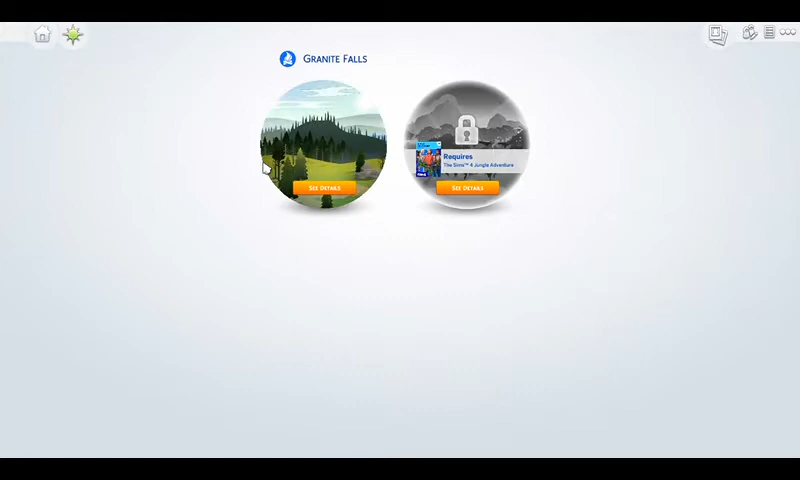 GRANITE FALLS
Requires
The Sims™ 4 Jungle Adventure
SEE DETAILS
SEE DETAILS